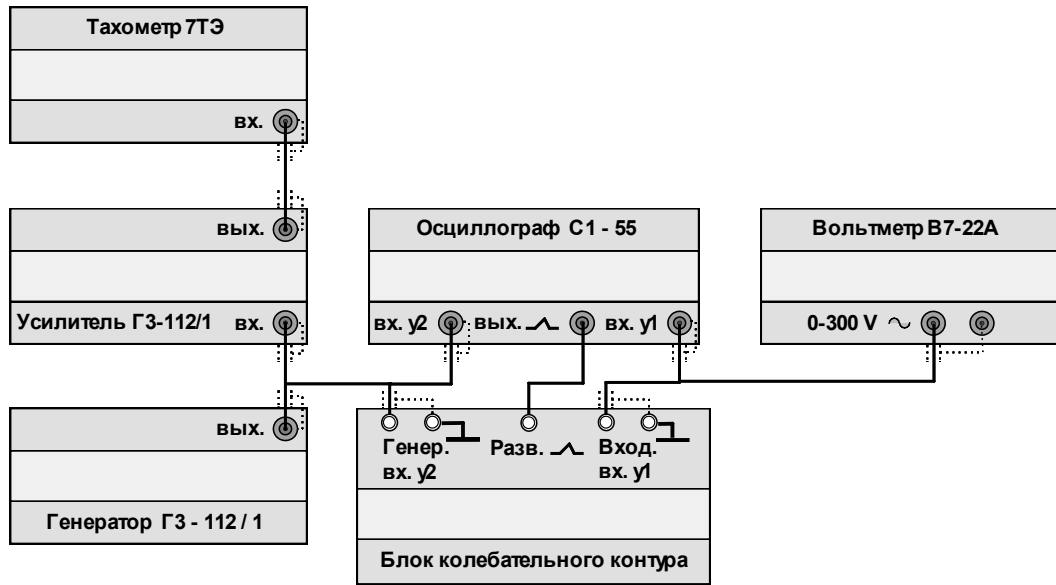 Тахометр 7ТЭ
вх.
вых.
Усилитель Г3-112/1 вх.
Осциллограф С1 - 55
вх. у2 вых. вх. у1
Вольтметр В7-22А
0-300 V ~
вых.
Генератор Г3 - 112 / 1
Генер. Разв. Вход.
вх. у2 вх. у1
Блок колебательного контура